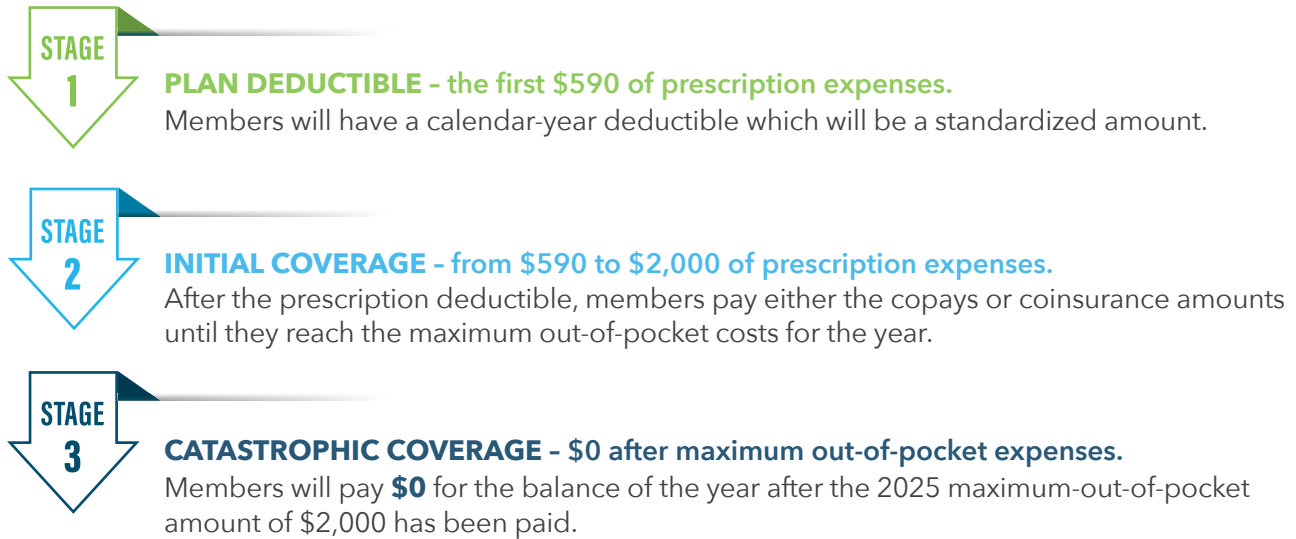 STAGE
1
PLAN DEDUCTIBLE – the first $590 of prescription expenses.
Members will have a calendar-year deductible which will be a standardized amount.
STAGE
2
INITIAL COVERAGE – from $590 to $2,000 of prescription expenses.
After the prescription deductible, members pay either the copays or coinsurance amounts
until they reach the maximum out-of-pocket costs for the year.
STAGE
3
CATASTROPHIC COVERAGE – $0 after maximum out-of-pocket expenses.
Members will pay $0 for the balance of the year after the 2025 maximum-out-of-pocket
amount of $2,000 has been paid.